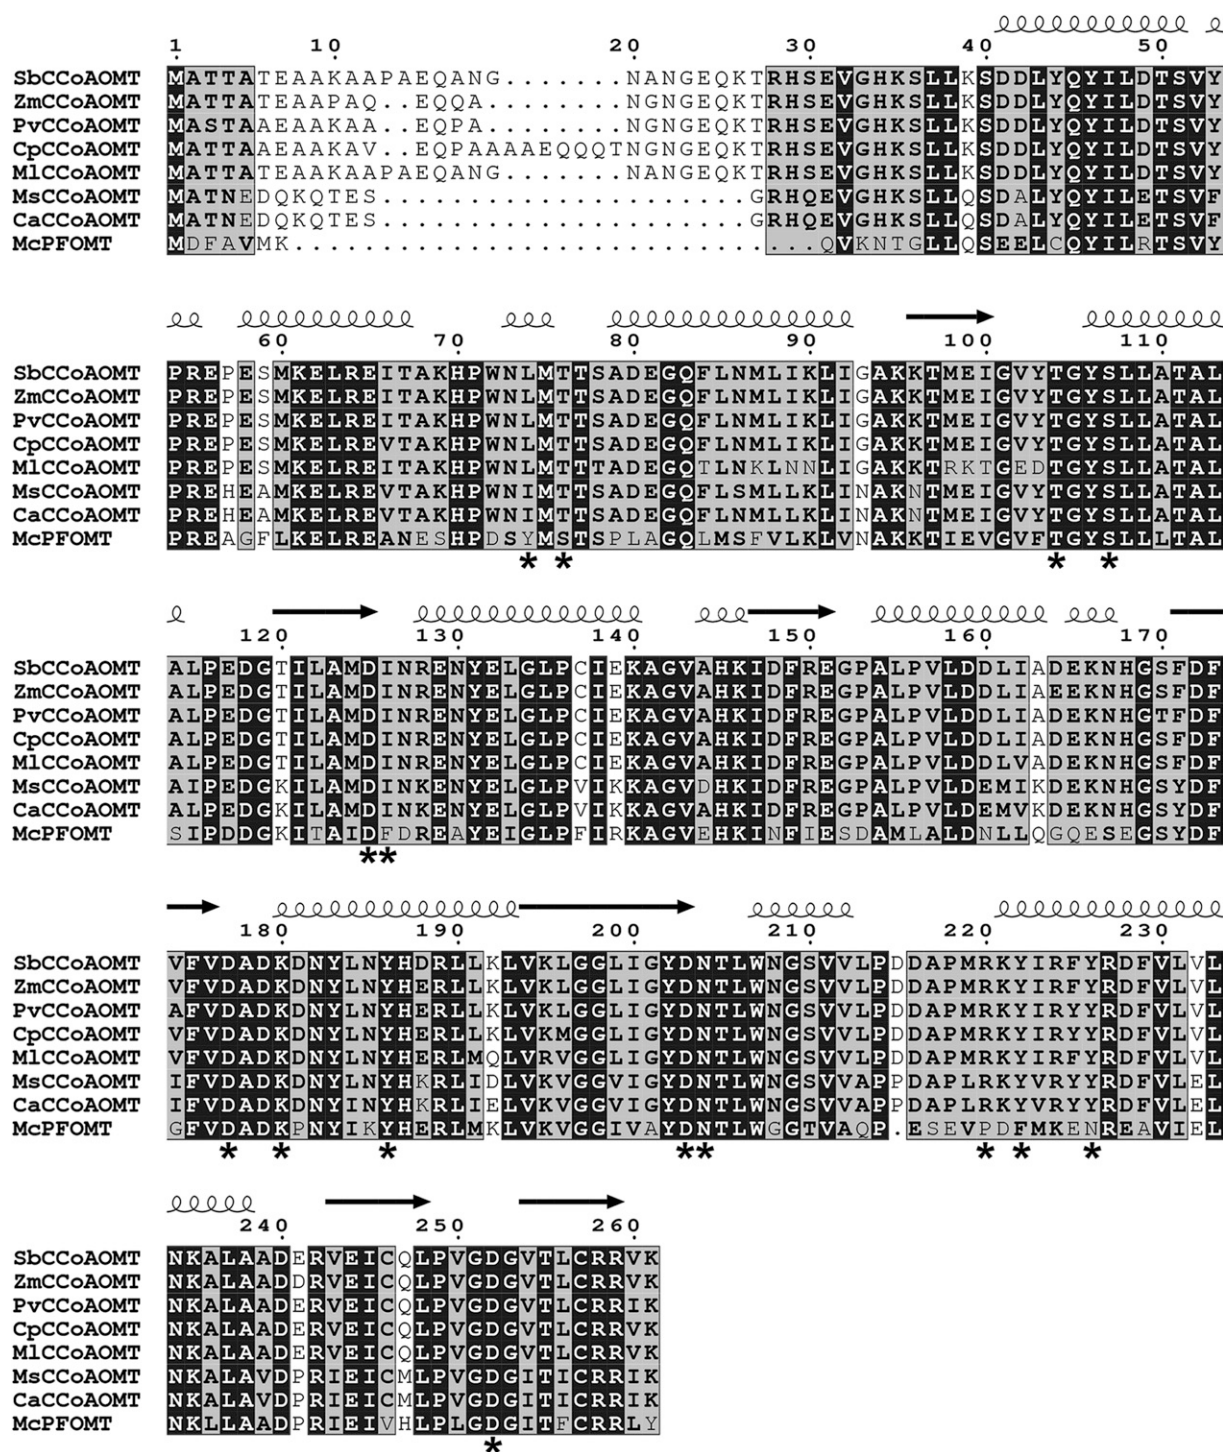 1 10 20 30 40 50
SbCCoAOMT MATTATEAAKAAPAEQANG.......NANGEQKTRHSEVGHKSLLKSDDLYQYILDTSVY
ZmCCoAOMT MATTATEAAPAQ..EQQA........NGNGEQKTRHSEVGHKSLLKSDDLYQYILDTSVY
PvCCoAOMT MASTAAEAAKAA..EQPA........NGNGEQKTRHSEVGHKSLLKSDDLYQYILDTSVY
CpCCoAOMT MATTAAEAAKAV..EQPAAAAEQQQTNGNGEQKTRHSEVGHKSLLKSDDLYQYILDTSVY
MlCCoAOMT MATTATEAAKAAPAEQANG.......NANGEQKTRHSEVGHKSLLKSDDLYQYILDTSVY
MsCCoAOMT MATNEDQKQTES.....................GRHQEVGHKSLLQSDALYQYILETSVF
CaCCoAOMT MATNEDQKQTES.....................GRHQEVGHKSLLQSDALYQYILETSVF
McPFOMT MDFAVMK..............................QVKNTGLLQSEELCQYILRTSVY
60 70 80 90 100 110
SbCCoAOMT PREPESMKELREITAKHPWNLMTTSADEGQFLNMLIKLIGAKKTMEIGVYTGYSLLATAL
ZmCCoAOMT PREPESMKELREITAKHPWNLMTTSADEGQFLNMLIKLIGAKKTMEIGVYTGYSLLATAL
PvCCoAOMT PREPESMKELREITAKHPWNLMTTSADEGQFLNMLIKLIGAKKTMEIGVYTGYSLLATAL
CpCCoAOMT PREPESMKELREVTAKHPWNLMTTSADEGQFLNMLIKLIGAKKTMEIGVYTGYSLLATAL
MlCCoAOMT PREPESMKELREITAKHPWNLMTTTADEGQTLNKLNNLIGAKKTRKTGEDTGYSLLATAL
MsCCoAOMT PREHEAMKELREVTAKHPWNIMTTSADEGQFLSMLLKLINAKNTMEIGVYTGYSLLATAL
CaCCoAOMT PREHEAMKELREVTAKHPWNIMTTSADEGQFLNMLLKLINAKNTMEIGVYTGYSLLATAL
McPFOMT PREAGFLKELREANESHPDSYMSTSPLAGQLMSFVLKLVNAKKTIEVGVFTGYSLLLTAL
* * * *
120 130 140 150 160 170
SbCCoAOMT ALPEDGTILAMDINRENYELGLPCIEKAGVAHKIDFREGPALPVLDDLIADEKNHGSFDF
ZmCCoAOMT ALPEDGTILAMDINRENYELGLPCIEKAGVAHKIDFREGPALPVLDDLIAEEKNHGSFDF
PvCCoAOMT ALPEDGTILAMDINRENYELGLPCIEKAGVAHKIDFREGPALPVLDDLIADEKNHGTFDF
CpCCoAOMT ALPEDGTILAMDINRENYELGLPCIEKAGVAHKIDFREGPALPVLDDLIADEKNHGSFDF
MlCCoAOMT ALPEDGTILAMDINRENYELGLPCIEKAGVAHKIDFREGPALPVLDDLVADEKNHGSFDF
MsCCoAOMT AIPEDGKILAMDINKENYELGLPVIKKAGVDHKIDFREGPALPVLDEMIKDEKNHGSYDF
CaCCoAOMT ALPEDGKILAMDINKENYELGLPVIKKAGVAHKIDFREGPALPVLDEMVKDEKNHGSYDF
McPFOMT SIPDDGKITAIDFDREAYEIGLPFIRKAGVEHKINFIESDAMLALDNLLQGQESEGSYDF
**
180 190 200 210 220 230
SbCCoAOMT VFVDADKDNYLNYHDRLLKLVKLGGLIGYDNTLWNGSVVLPDDAPMRKYIRFYRDFVLVL
ZmCCoAOMT VFVDADKDNYLNYHERLLKLVKLGGLIGYDNTLWNGSVVLPDDAPMRKYIRFYRDFVLVL
PvCCoAOMT AFVDADKDNYLNYHERLLKLVKLGGLIGYDNTLWNGSVVLPDDAPMRKYIRYYRDFVLVL
CpCCoAOMT VFVDADKDNYLNYHERLLKLVKMGGLIGYDNTLWNGSVVLPDDAPMRKYIRYYRDFVLVL
MlCCoAOMT VFVDADKDNYLNYHERLMQLVRVGGLIGYDNTLWNGSVVLPDDAPMRKYIRFYRDFVLVL
MsCCoAOMT IFVDADKDNYLNYHKRLIDLVKVGGVIGYDNTLWNGSVVAPPDAPLRKYVRYYRDFVLEL
CaCCoAOMT IFVDADKDNYINYHKRLIELVKVGGVIGYDNTLWNGSVVAPPDAPLRKYVRYYRDFVLEL
McPFOMT GFVDADKPNYIKYHERLMKLVKVGGIVAYDNTLWGGTVAQP.ESEVPDFMKENREAVIEL
* * * ** * * *
240 250 260
SbCCoAOMT NKALAADERVEICQLPVGDGVTLCRRVK
ZmCCoAOMT NKALAADDRVEICQLPVGDGVTLCRRVK
PvCCoAOMT NKALAADERVEICQLPVGDGVTLCRRIK
CpCCoAOMT NKALAADERVEICQLPVGDGVTLCRRVK
MlCCoAOMT NKALAADERVEICQLPVGDGVTLCRRVK
MsCCoAOMT NKALAVDPRIEICMLPVGDGITICRRIK
CaCCoAOMT NKALAVDPRIEICMLPVGDGITICRRIK
McPFOMT NKLLAADPRIEIVHLPLGDGITFCRRLY
*